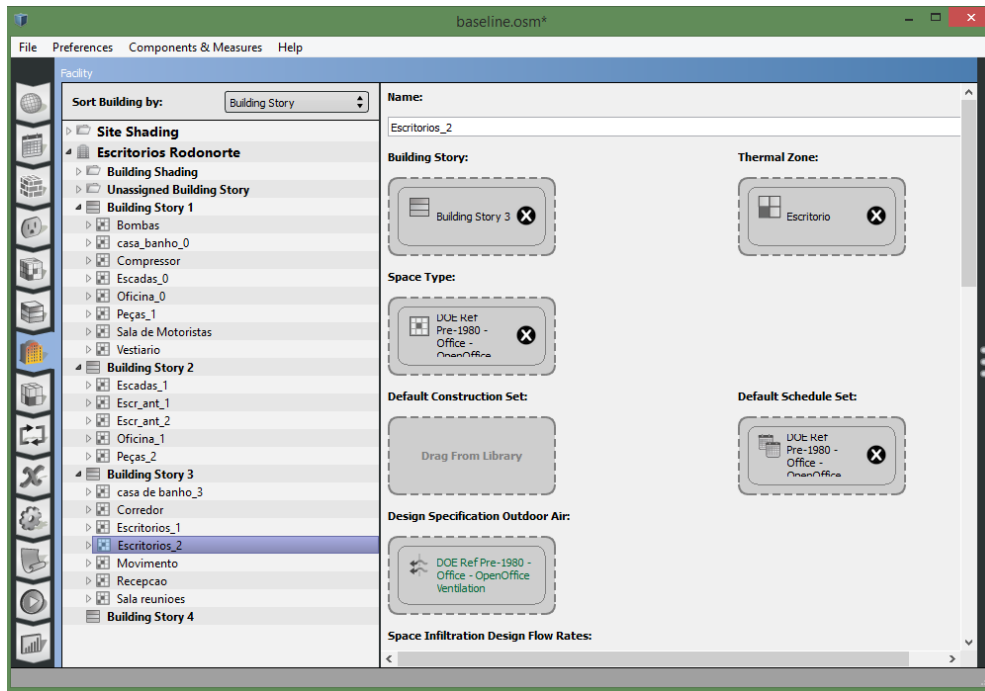 baseline.osm*
File Preferences Components & Measures Help
Facility
Sort Building by: Building Story
Site Shading
Escritorios Rodonorte
Building Shading
Unassigned Building Story
Building Story 1
Bombas
casa_banho_0
Compressor
Escadas_0
Oficina_0
Peças_1
Sala de Motoristas
Vestiario
Building Story 2
Escadas_1
Escr_ant_1
Escr_ant_2
Oficina_1
Peças_2
Building Story 3
casa de banho_3
Corredor
Escritorios_1
Escritorios_2
Movimento
Recepcao
Sala reunioes
Building Story 4
Name:
Escritorios_2
Building Story: Thermal Zone:
Building Story 3 Escritorio
Space Type:
DOE Ref
Pre-1980 -
Office -
OpenOffice
Default Construction Set: Default Schedule Set:
Drag From Library
DOE Ref
Pre-1980 -
Office -
OpenOffice
Design Specification Outdoor Air:
DOE Ref Pre-1980 -
Office - OpenOffice
Ventilation
Space Infiltration Design Flow Rates: